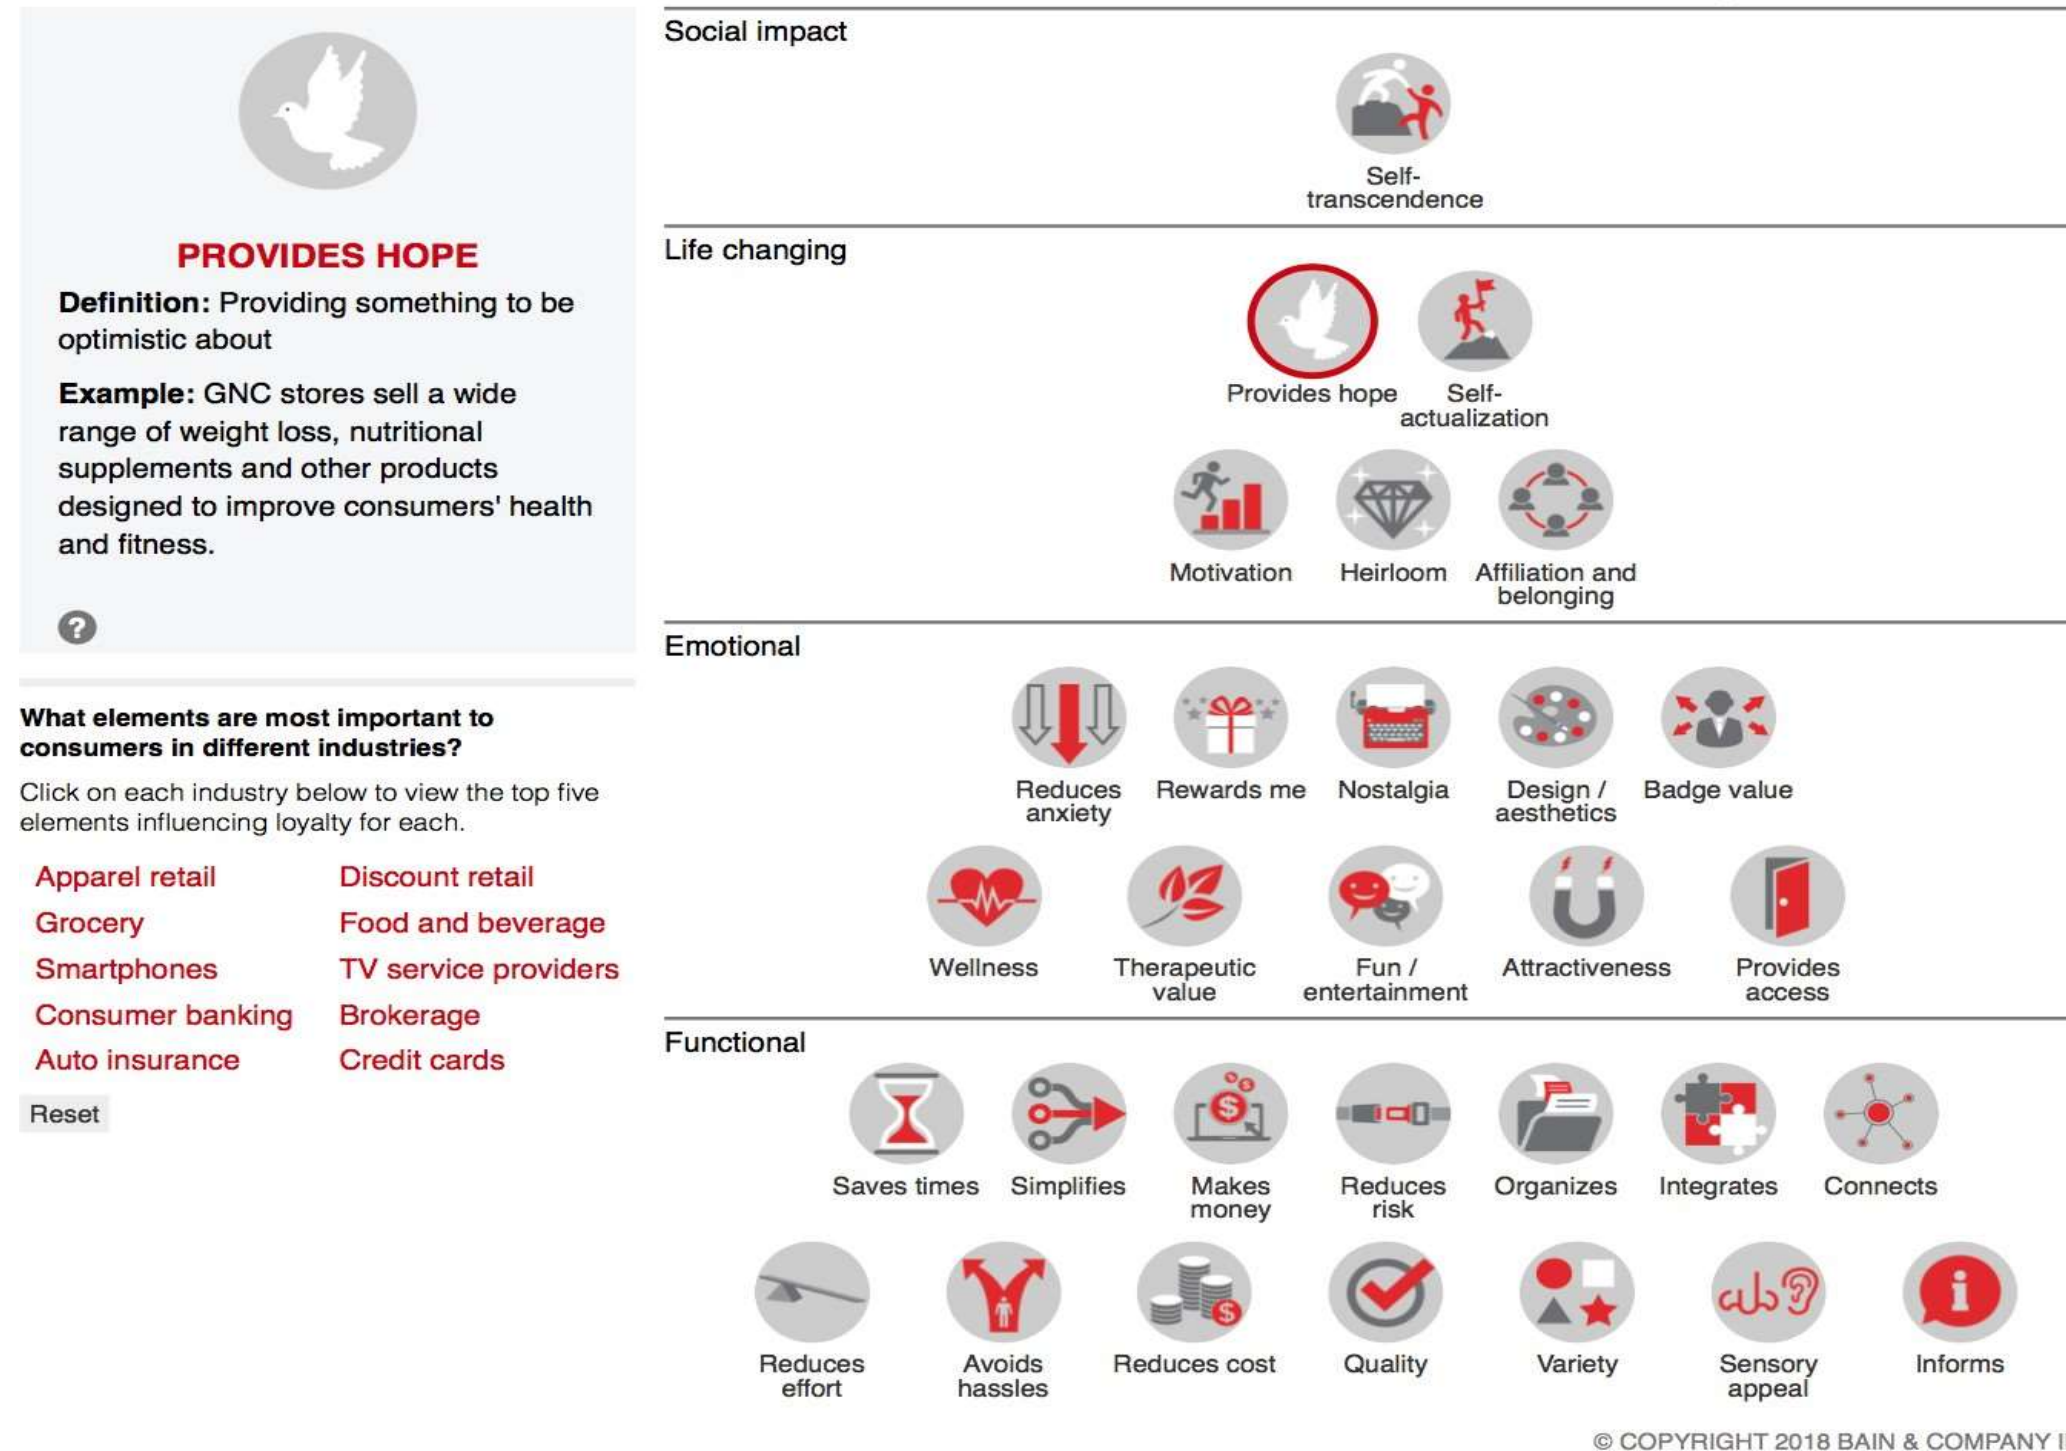 PROVIDES HOPE
Definition: Providing something to be
optimistic about
Example: GNC stores sell a wide
range of weight loss, nutritional
supplements and other products
designed to improve consumers' health
and fitness.
?
What elements are most important to
consumers in different industries?
Click on each industry below to view the top five
elements influencing loyalty for each.
Apparel retail
Discount retail
Grocery
Food and beverage
Smartphones
TV service providers
Consumer banking
Brokerage
Auto insurance
Credit cards
Reset
Social impact
Self-
transcendence
Life changing
Provides hope
Self-
actualization
Motivation
Heirloom
Affiliation and
belonging
Emotional
Reduces
anxiety
Rewards me
Nostalgia
Design /
aesthetics
Badge value
Wellness
Therapeutic
value
Fun /
entertainment
Attractiveness
Provides
access
Functional
Saves times
Simplifies
Makes
money
Reduces
risk
Organizes
Integrates
Connects
Reduces
effort
Avoids
hassles
Reduces cost
Quality
Variety
Sensory
appeal
Informs
© COPYRIGHT 2018 BAIN & COMPANY